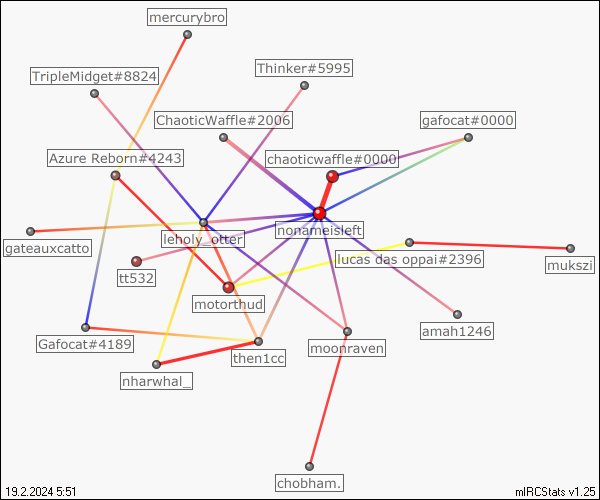 mercurybro
TripleMidget#8824
Thinker#5995
ChaoticWaffle#2006
gafocat#0000
Azure Reborn#4243
chaoticwaffle#0000
nonameisleft
leholy_otter
gateauxcatto
lucas das oppai#2396
mukszi
tt532
motorthud
amah1246
Gafocat#4189
then1cc
moonraven
nharwhal_
chobham.
19.2.2024 5:51
mIRCStats v1.25